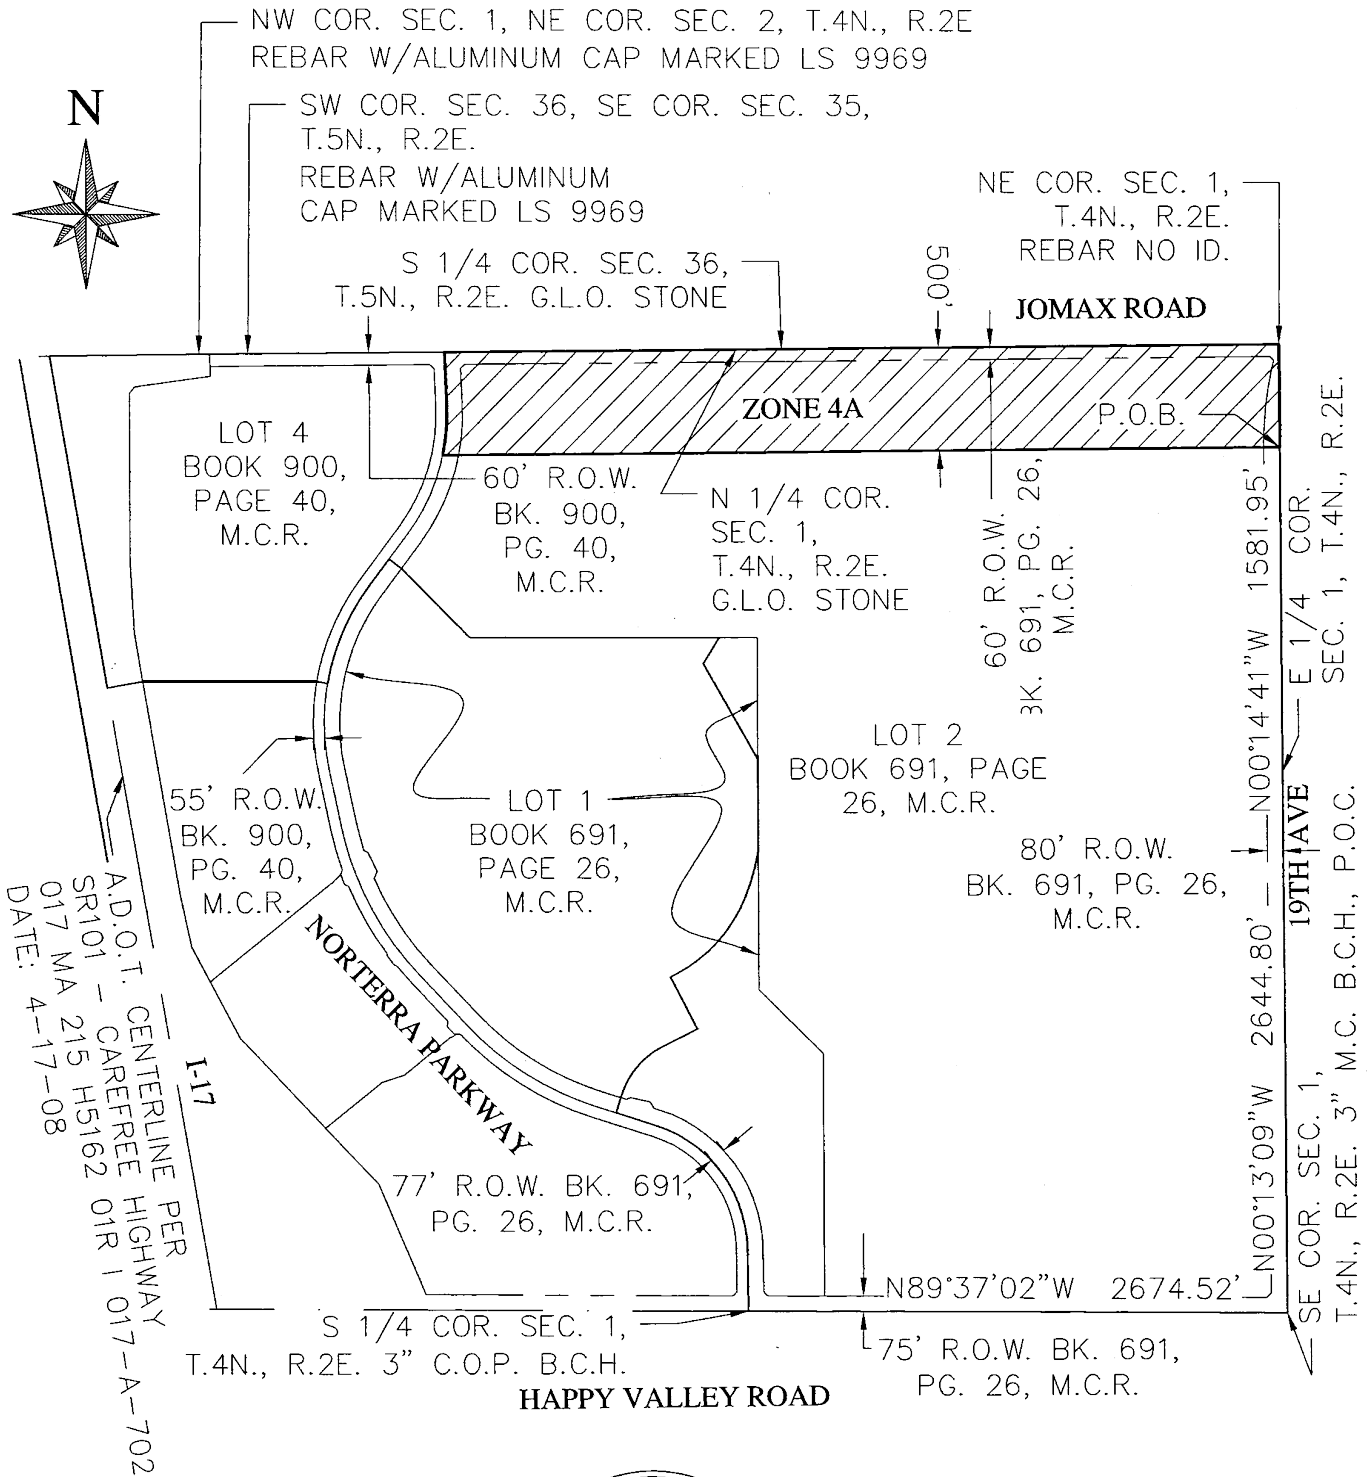 NW COR. SEC. 1, NE COR. SEC. 2, T.4N., R.2E
REBAR W/ALUMINUM CAP MARKED LS 9969
N
SW COR. SEC. 36, SE COR. SEC. 35,
T.5N., R.2E.
REBAR W/ALUMINUM
CAP MARKED LS 9969
NE COR. SEC. 1,
T.4N., R.2E.
REBAR NO ID.
S 1/4 COR. SEC. 36,
T.5N., R.2E. G.L.O. STONE
500'
JOMAX ROAD
ZONE 4A
P.O.B.
LOT 4
BOOK 900,
PAGE 40,
M.C.R.
60' R.O.W.
BK. 900,
PG. 40,
M.C.R.
N 1/4 COR.
SEC. 1,
T.4N., R.2E.
G.L.O. STONE
60' R.O.W.
BK. 691, PG. 26,
M.C.R.
N00°14'41"W 1581.95'
E 1/4 COR.
SEC. 1, T.4N., R.2E.
LOT 2
BOOK 691, PAGE
26, M.C.R.
55' R.O.W.
BK. 900,
PG. 40,
M.C.R.
LOT 1
BOOK 691,
PAGE 26,
M.C.R.
80' R.O.W.
BK. 691, PG. 26,
M.C.R.
19TH AVE
NORTERRA PARKWAY
A.D.O.T. CENTERLINE PER
SR101 - CAREFREE HIGHWAY
017 MA 215 H5162 01R | 017-A-702
DATE: 4-17-08
I-17
N00°13'09"W 2644.80'
77' R.O.W. BK. 691,
PG. 26, M.C.R.
SE COR. SEC. 1,
T.4N., R.2E. 3" M.C. B.C.H., P.O.C.
N89°37'02"W 2674.52'
S 1/4 COR. SEC. 1,
T.4N., R.2E. 3" C.O.P. B.C.H.
75' R.O.W. BK. 691,
PG. 26, M.C.R.
HAPPY VALLEY ROAD